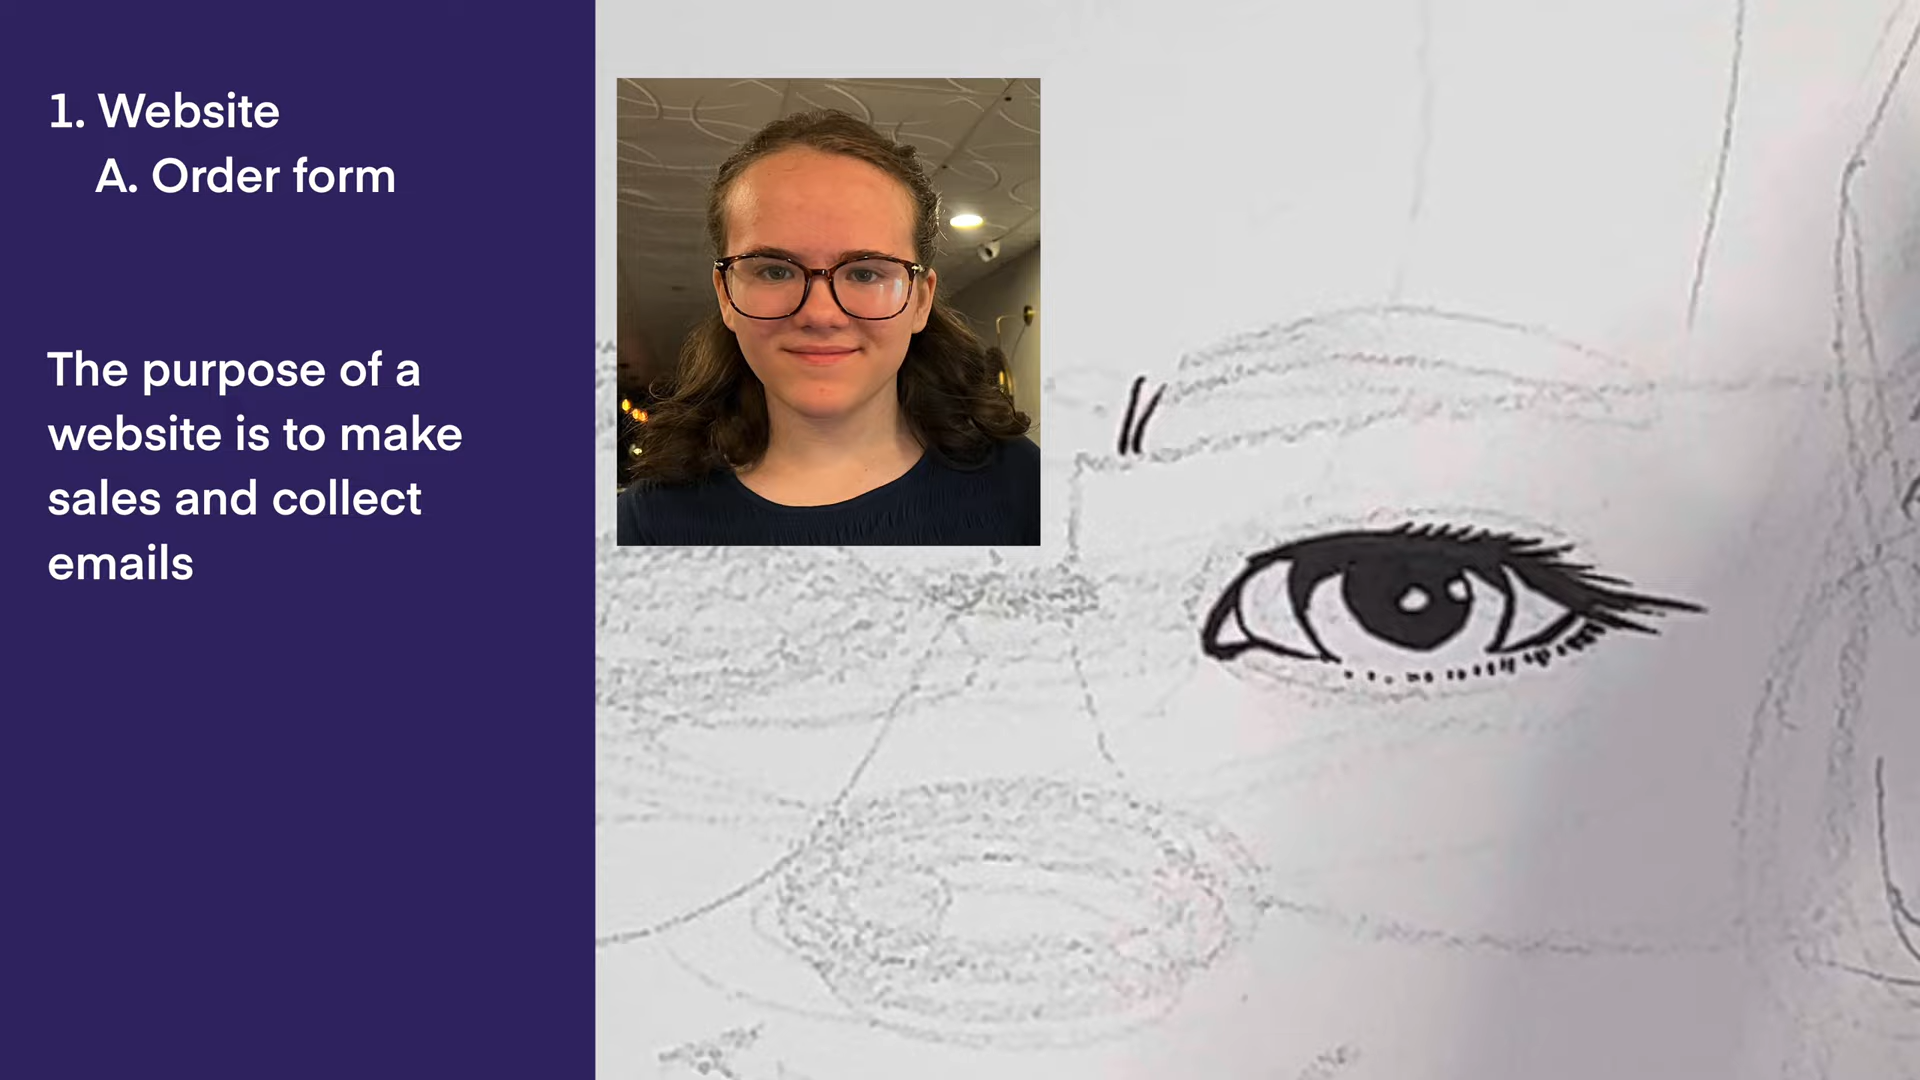 1. Website
A. Order form
The purpose of a
website is to make
sales and collect
emails